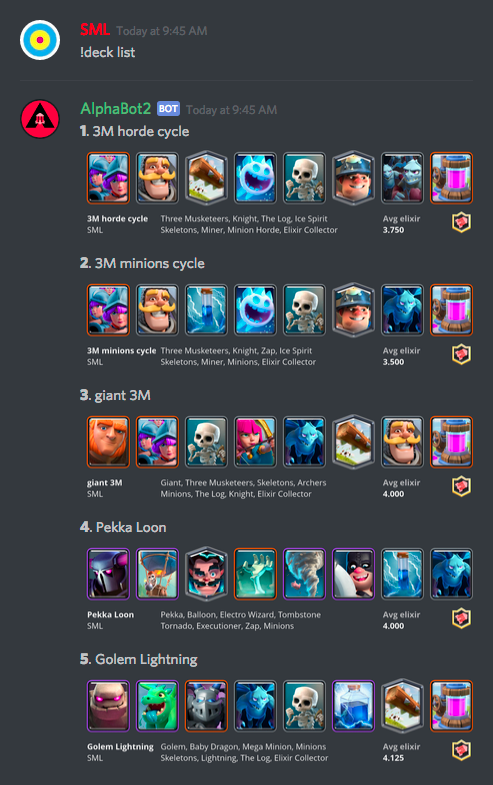 SML Today at 9:45 AM
!deck list
AlphaBot2 BOT Today at 9:45 AM
1. 3M horde cycle
3M horde cycle Three Musketeers, Knight, The Log, Ice Spirit Avg elixir
SML Skeletons, Miner, Minion Horde, Elixir Collector 3.750
2. 3M minions cycle
3M minions cycle Three Musketeers, Knight, Zap, Ice Spirit Avg elixir
SML Skeletons, Miner, Minions, Elixir Collector 3.500
3. giant 3M
giant 3M Giant, Three Musketeers, Skeletons, Archers Avg elixir
SML Minions, The Log, Knight, Elixir Collector 4.000
4. Pekka Loon
Pekka Loon Pekka, Balloon, Electro Wizard, Tombstone Avg elixir
SML Tornado, Executioner, Zap, Minions 4.000
5. Golem Lightning
Golem Lightning Golem, Baby Dragon, Mega Minion, Minions Avg elixir
SML Skeletons, Lightning, The Log, Elixir Collector 4.125